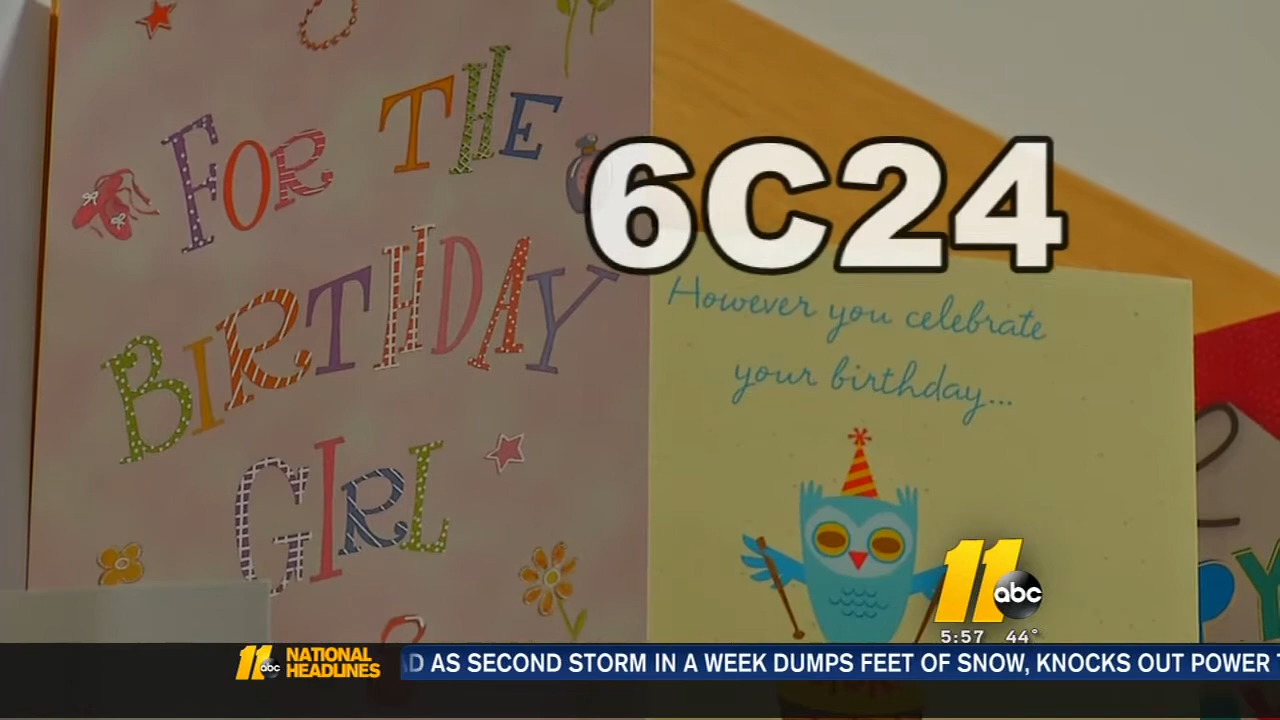 FOR THE
BIRTHDAY
GIRL
6C24
However you celebrate
your birthday...
PY
11 abc
5:57 44°
11 abc NATIONAL HEADLINES
D AS SECOND STORM IN A WEEK DUMPS FEET OF SNOW, KNOCKS OUT POWER